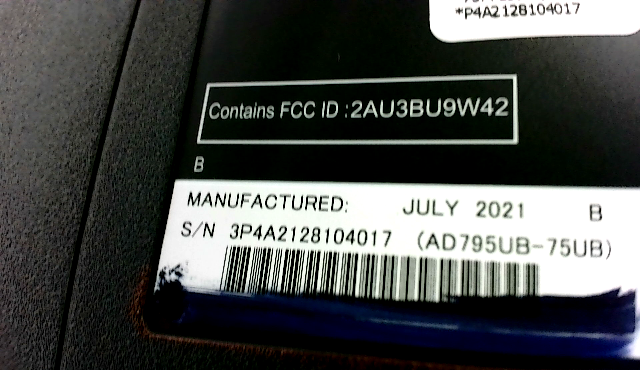 *P4A2128104017
Contains FCC ID :2AU3BU9W42
B
MANUFACTURED: JULY 2021 B
S/N 3P4A2128104017 (AD795UB-75UB)